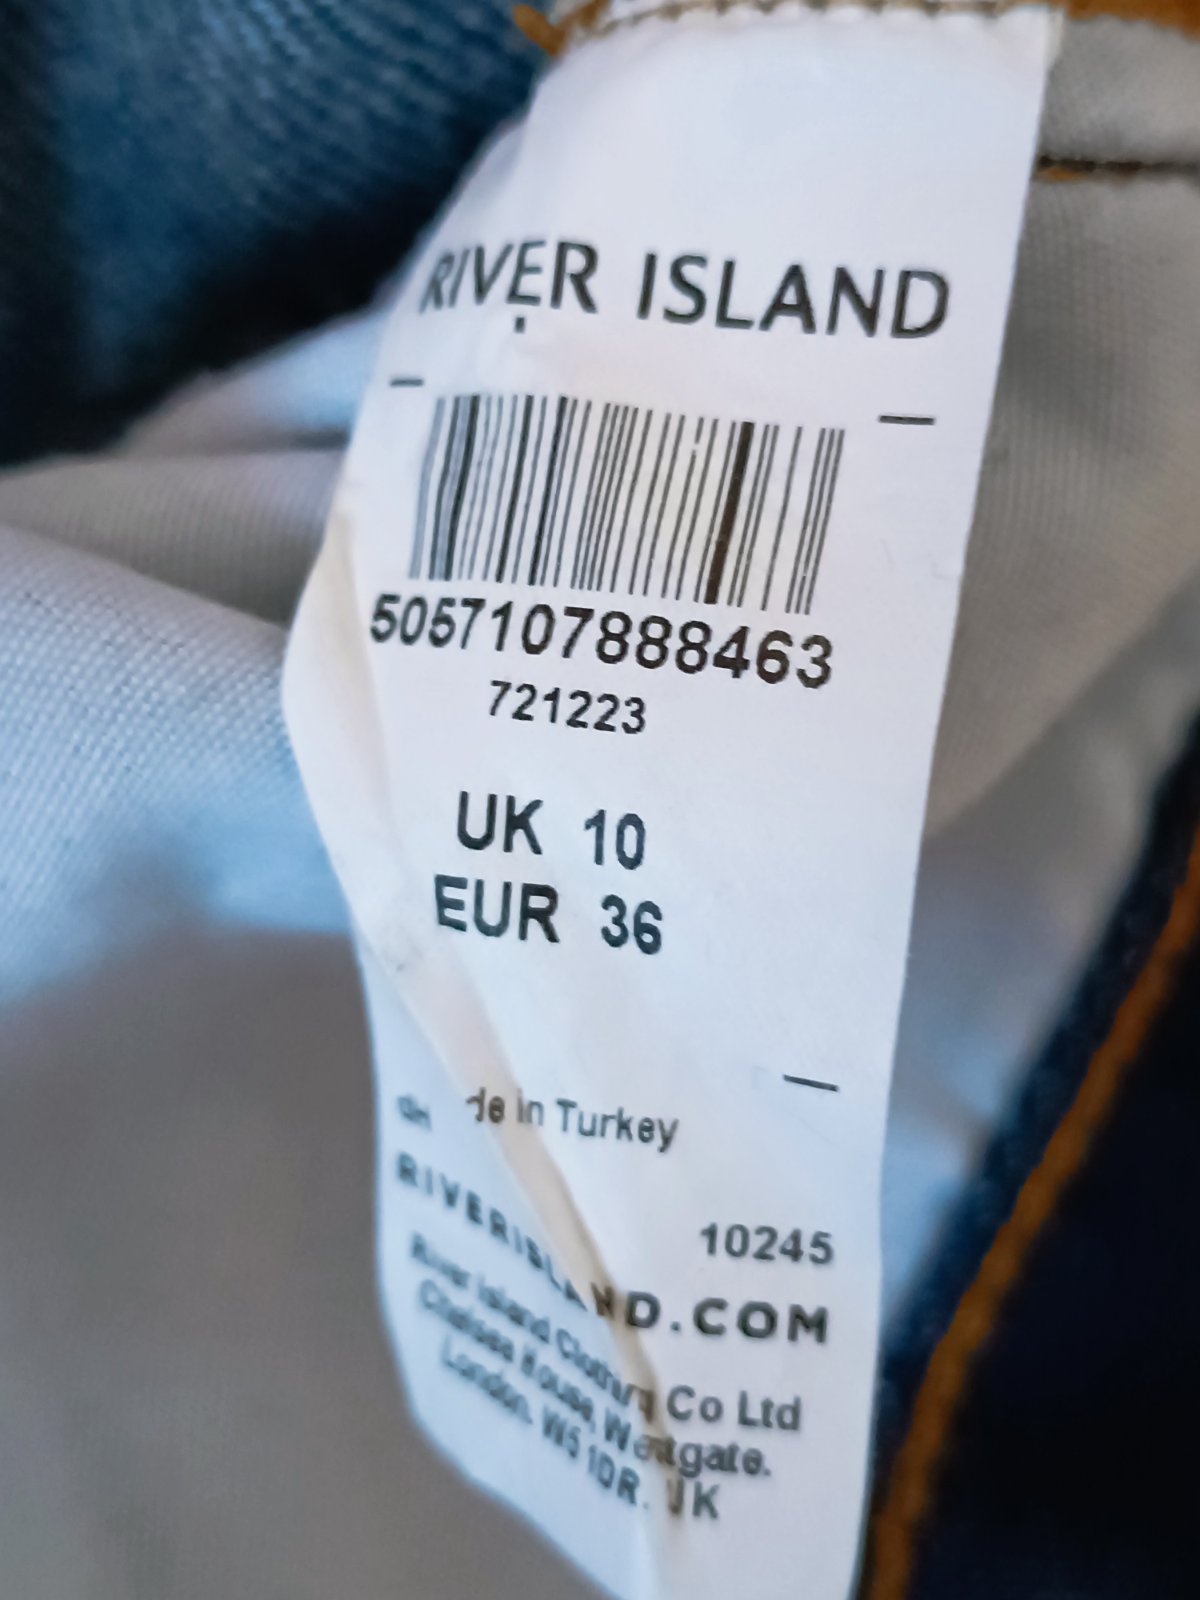 RIVER ISLAND
5057107888463
721223
UK 10
EUR 36
in Turkey
10245
RIVERISLAND.COM
River Island Clothing Co Ltd
Chelsea House, Westgate.
London. W5 1DR. UK